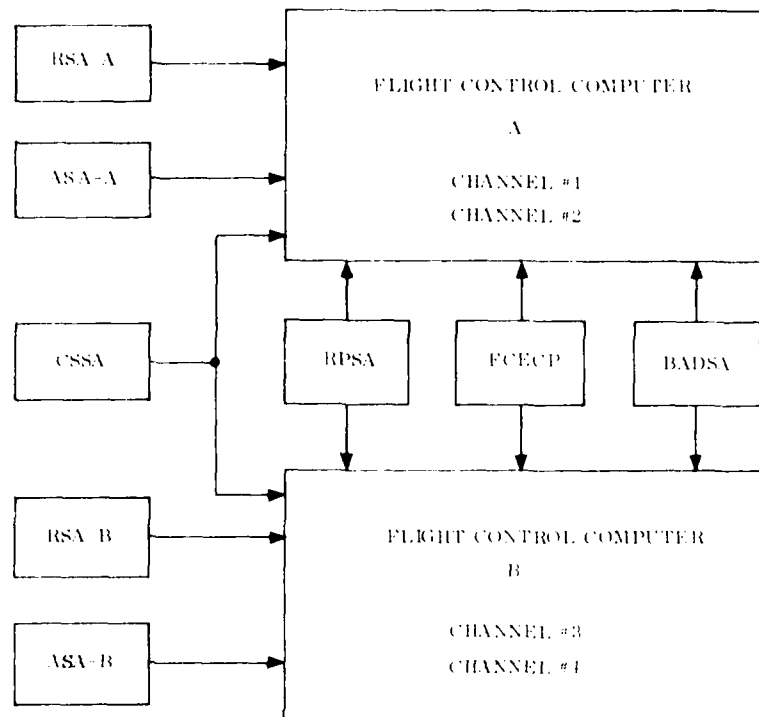 RSA-A
FLIGHT CONTROL COMPUTER
A
ASA-A
CHANNEL #1
CHANNEL #2
CSSA
RPSA
FCECP
BADSA
RSA-B
FLIGHT CONTROL COMPUTER
B
CHANNEL #3
ASA-B
CHANNEL #4